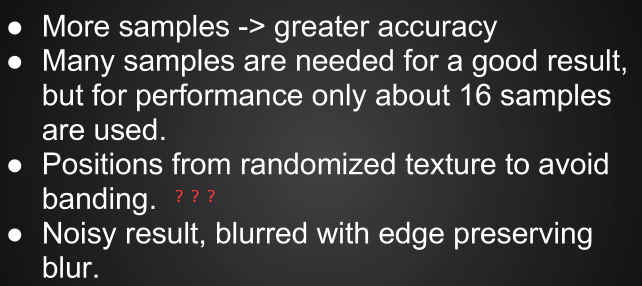 ● More samples -> greater accuracy
● Many samples are needed for a good result,
but for performance only about 16 samples
are used.
● Positions from randomized texture to avoid
banding. ???
● Noisy result, blurred with edge preserving
blur.